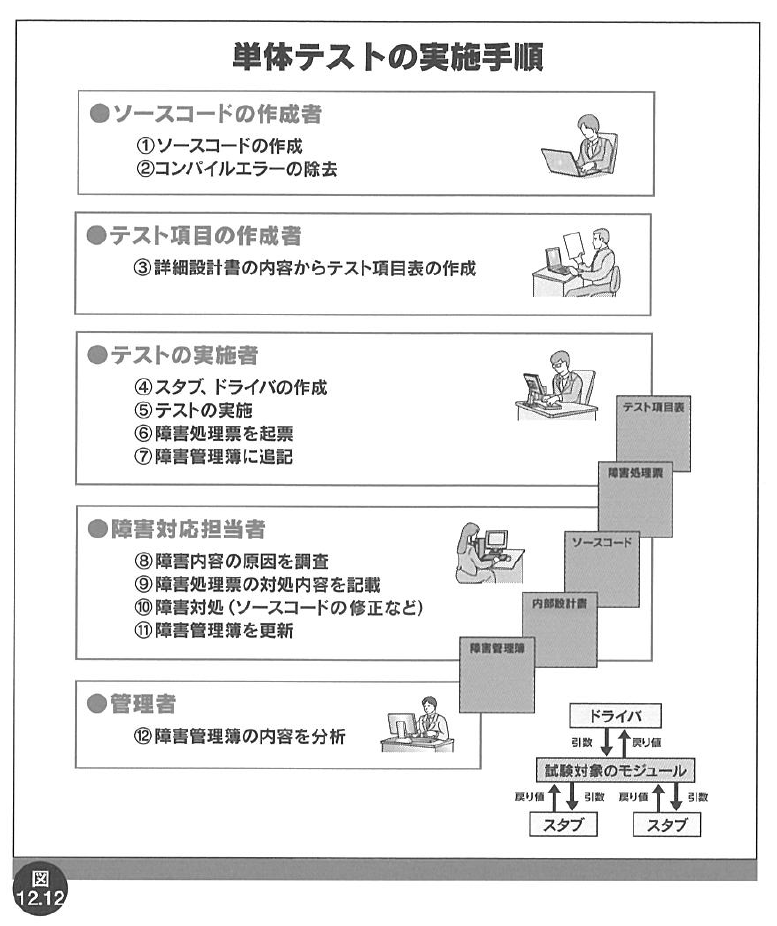 単体テストの実施手順
●ソースコードの作成者
①ソースコードの作成
②コンパイルエラーの除去
●テスト項目の作成者
③詳細設計書の内容からテスト項目表の作成
●テストの実施者
④スタブ、ドライバの作成
⑤テストの実施
⑥障害処理票を起票
⑦障害管理簿に追記
テスト項目表
障害処理票
●障害対応担当者
⑧障害内容の原因を調査
⑨障害処理票の対処内容を記載
⑩障害対処(ソースコードの修正など)
⑪障害管理簿を更新
ソースコード
内部設計書
障害管理簿
●管理者
⑫障害管理簿の内容を分析
ドライバ
引数 戻り値
試験対象のモジュール
戻り値 引数 戻り値 引数
スタブ スタブ
図
12.12